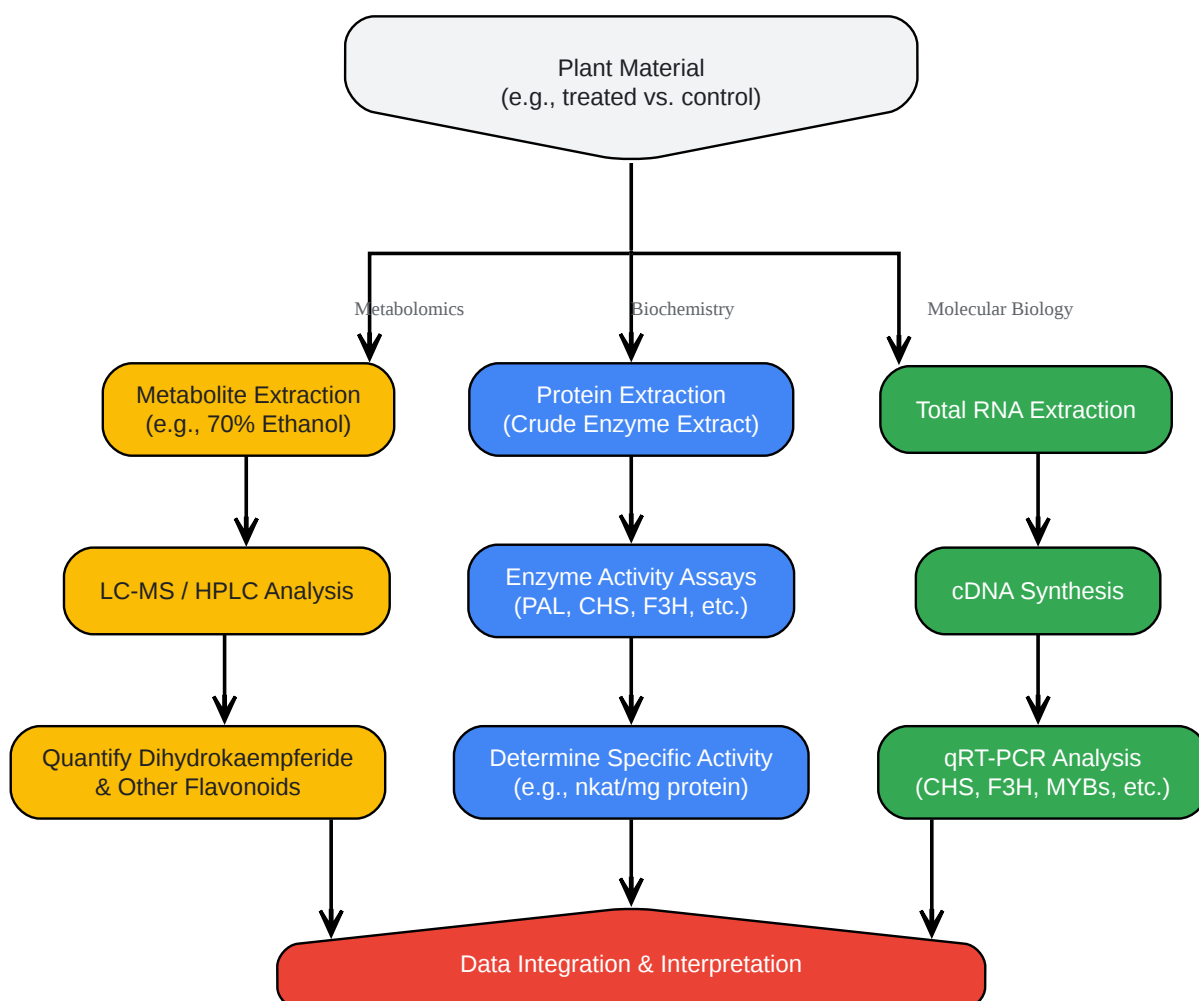 Plant Material
(e.g., treated vs. control)
Metabolomics
Biochemistry
Molecular Biology
Metabolite Extraction
(e.g., 70% Ethanol)
Protein Extraction
(Crude Enzyme Extract)
Total RNA Extraction
LC-MS / HPLC Analysis
Enzyme Activity Assays
(PAL, CHS, F3H, etc.)
cDNA Synthesis
Quantify Dihydrokaempferide
& Other Flavonoids
Determine Specific Activity
(e.g., nkat/mg protein)
qRT-PCR Analysis
(CHS, F3H, MYBs, etc.)
Data Integration & Interpretation